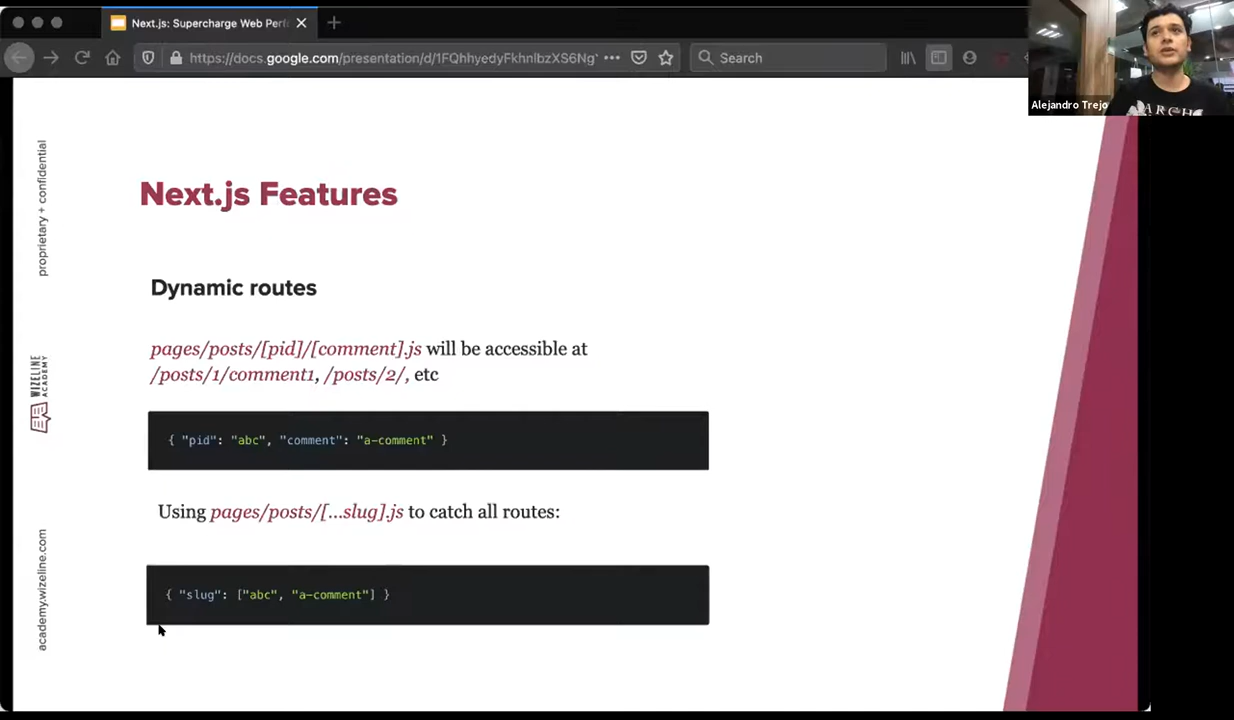 Next.js: Supercharge Web Perf
https://docs.google.com/presentation/d/1FQhhyedyFkhnlbzXS6Ng
Search
Alejandro Trejo
ARCH
proprietary + confidential
WIZELINE
ACADEMY
academy.wizeline.com
Next.js Features
Dynamic routes
pages/posts/[pid]/[comment].js will be accessible at
/posts/1/comment1, /posts/2/, etc
{ "pid": "abc", "comment": "a-comment" }
Using pages/posts/[...slug].js to catch all routes:
{ "slug": ["abc", "a-comment"] }